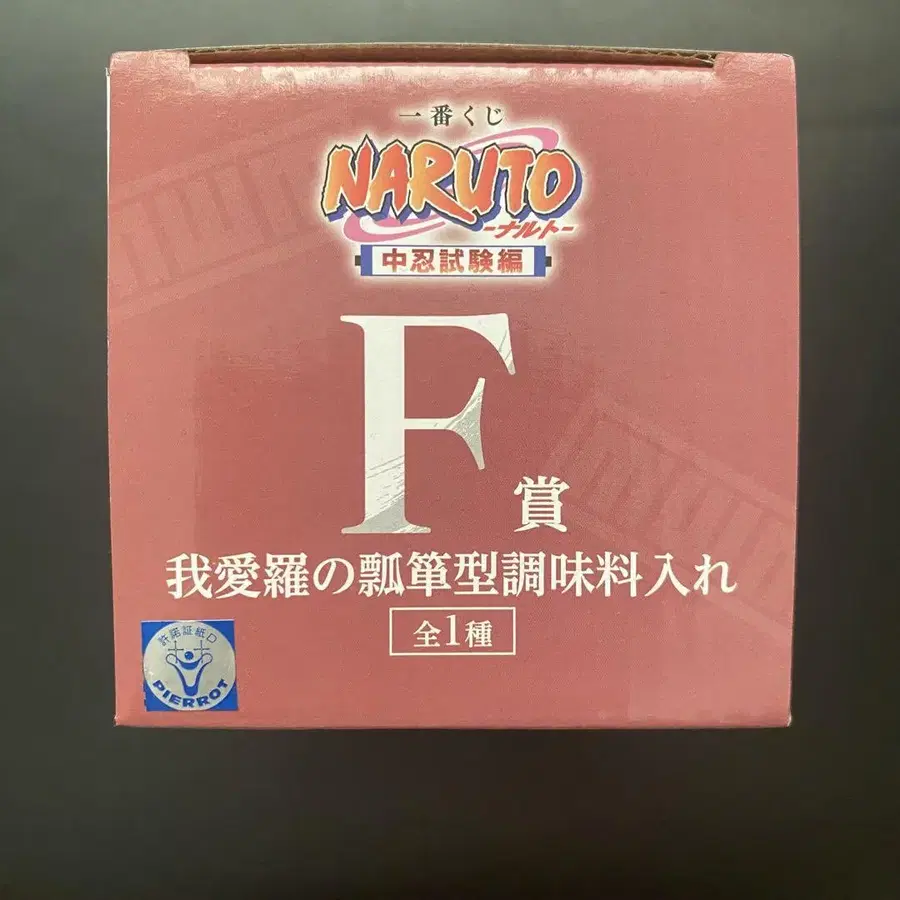 一番くじ
NARUTO
-ナルト-
中忍試験編
F賞
我愛羅の瓢箪型調味料入れ
全1種
許諾証紙
PIERROT